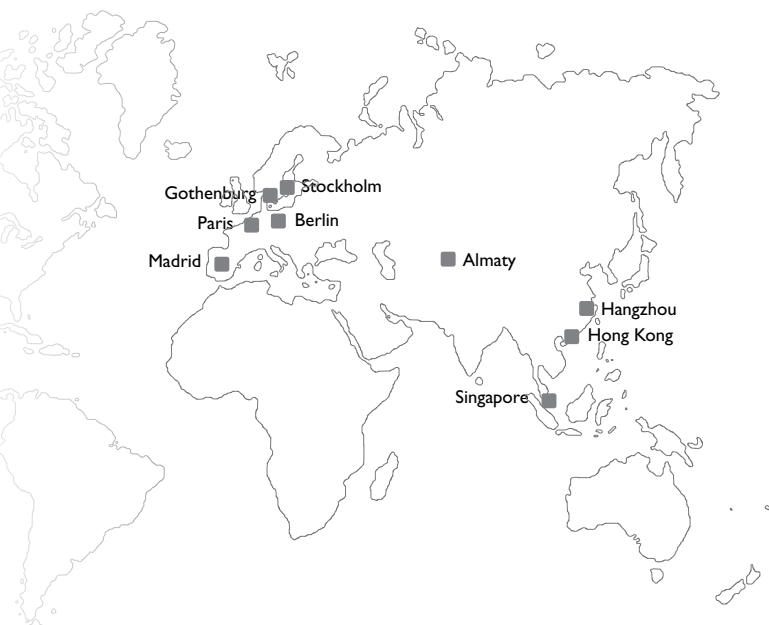 Stockholm
Gothenburg
Berlin
Paris
Madrid
Almaty
Hangzhou
Hong Kong
Singapore